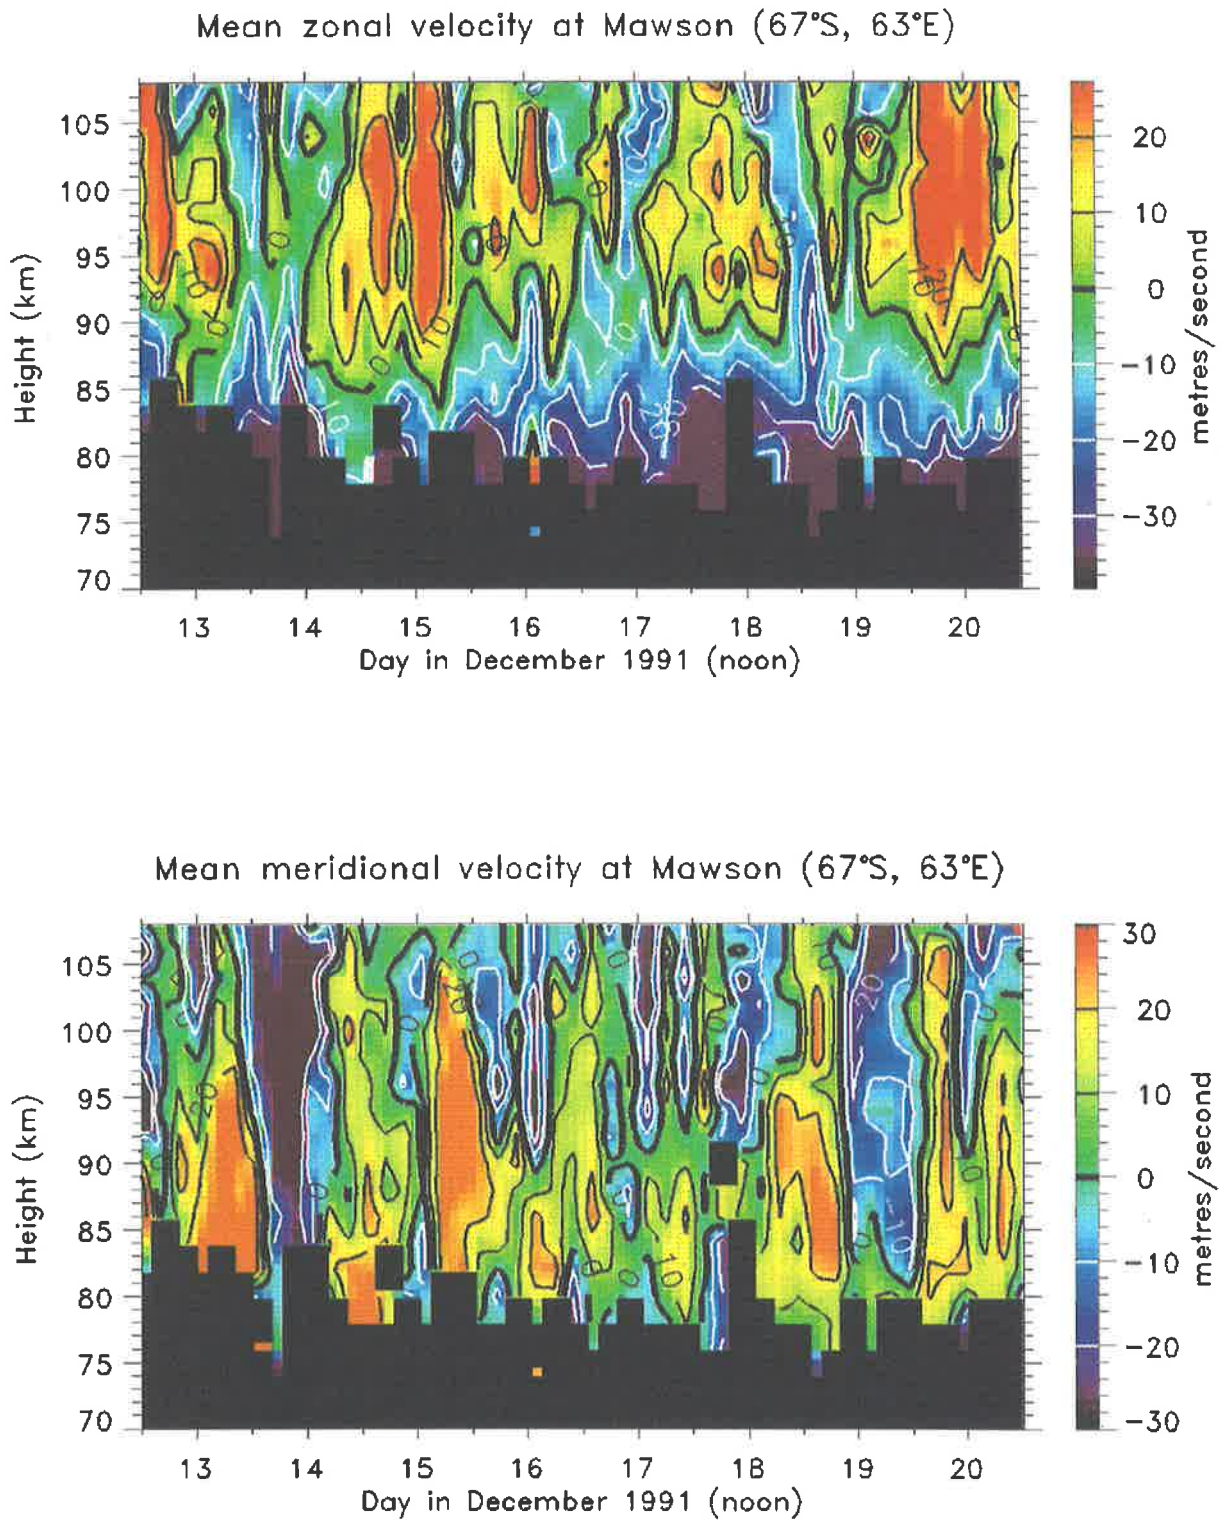 Mean zonal velocity at Mawson (67°S, 63°E)
105
100
95
90
85
80
75
70
Height (km)
13 14 15 16 17 18 19 20
Day in December 1991 (noon)
20
10
0
−10
−20
−30
metres/second
Mean meridional velocity at Mawson (67°S, 63°E)
105
100
95
90
85
80
75
70
Height (km)
13 14 15 16 17 18 19 20
Day in December 1991 (noon)
30
20
10
0
−10
−20
−30
metres/second